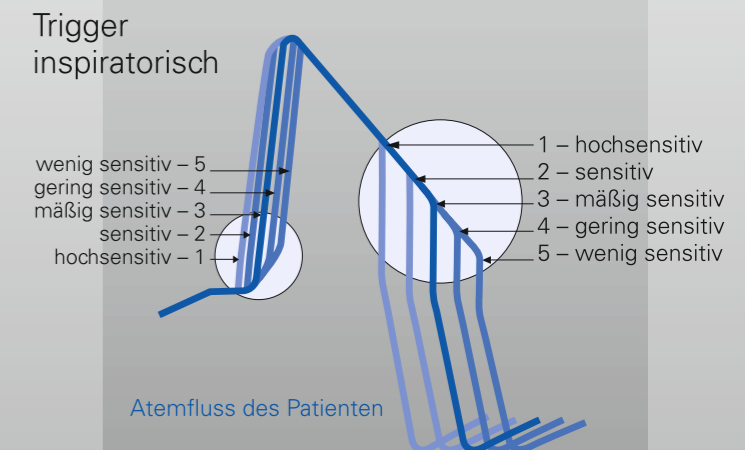 Trigger
inspiratorisch
wenig sensitiv – 5
gering sensitiv – 4
mäßig sensitiv – 3
sensitiv – 2
hochsensitiv – 1
1 – hochsensitiv
2 – sensitiv
3 – mäßig sensitiv
4 – gering sensitiv
5 – wenig sensitiv
Atemfluss des Patienten